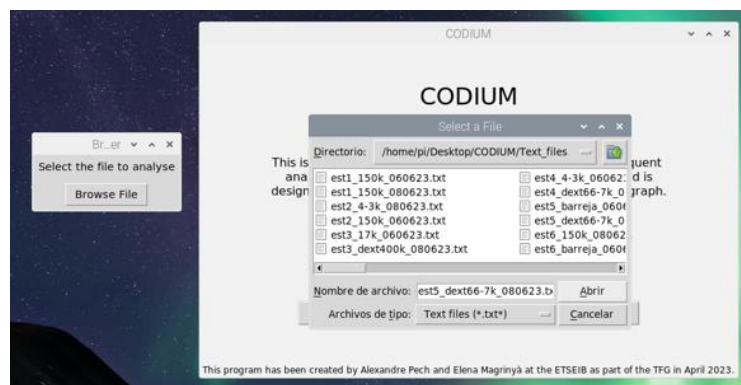 CODIUM
CODIUM
Select a File
Br...er
Directorio: /home/pi/Desktop/CODIUM/Text_files
Select the file to analyse
This is
quent
ana
d is
design
graph.
Browse File
est1_150k_060623.txt
est1_150k_080623.txt
est2_4-3k_080623.txt
est2_150k_060623.txt
est3_17k_060623.txt
est3_dext400k_080623.txt
est4_4-3k_060623
est4_dext66-7k_0
est5_barreja_060
est5_dext66-7k_0
est6_150k_08062
est6_barreja_060
Nombre de archivo: est5_dext66-7k_080623.t
Abrir
Archivos de tipo: Text files (*.txt*)
Cancelar
This program has been created by Alexandre Pech and Elena Magrinyà at the ETSEIB as part of the TFG in April 2023.